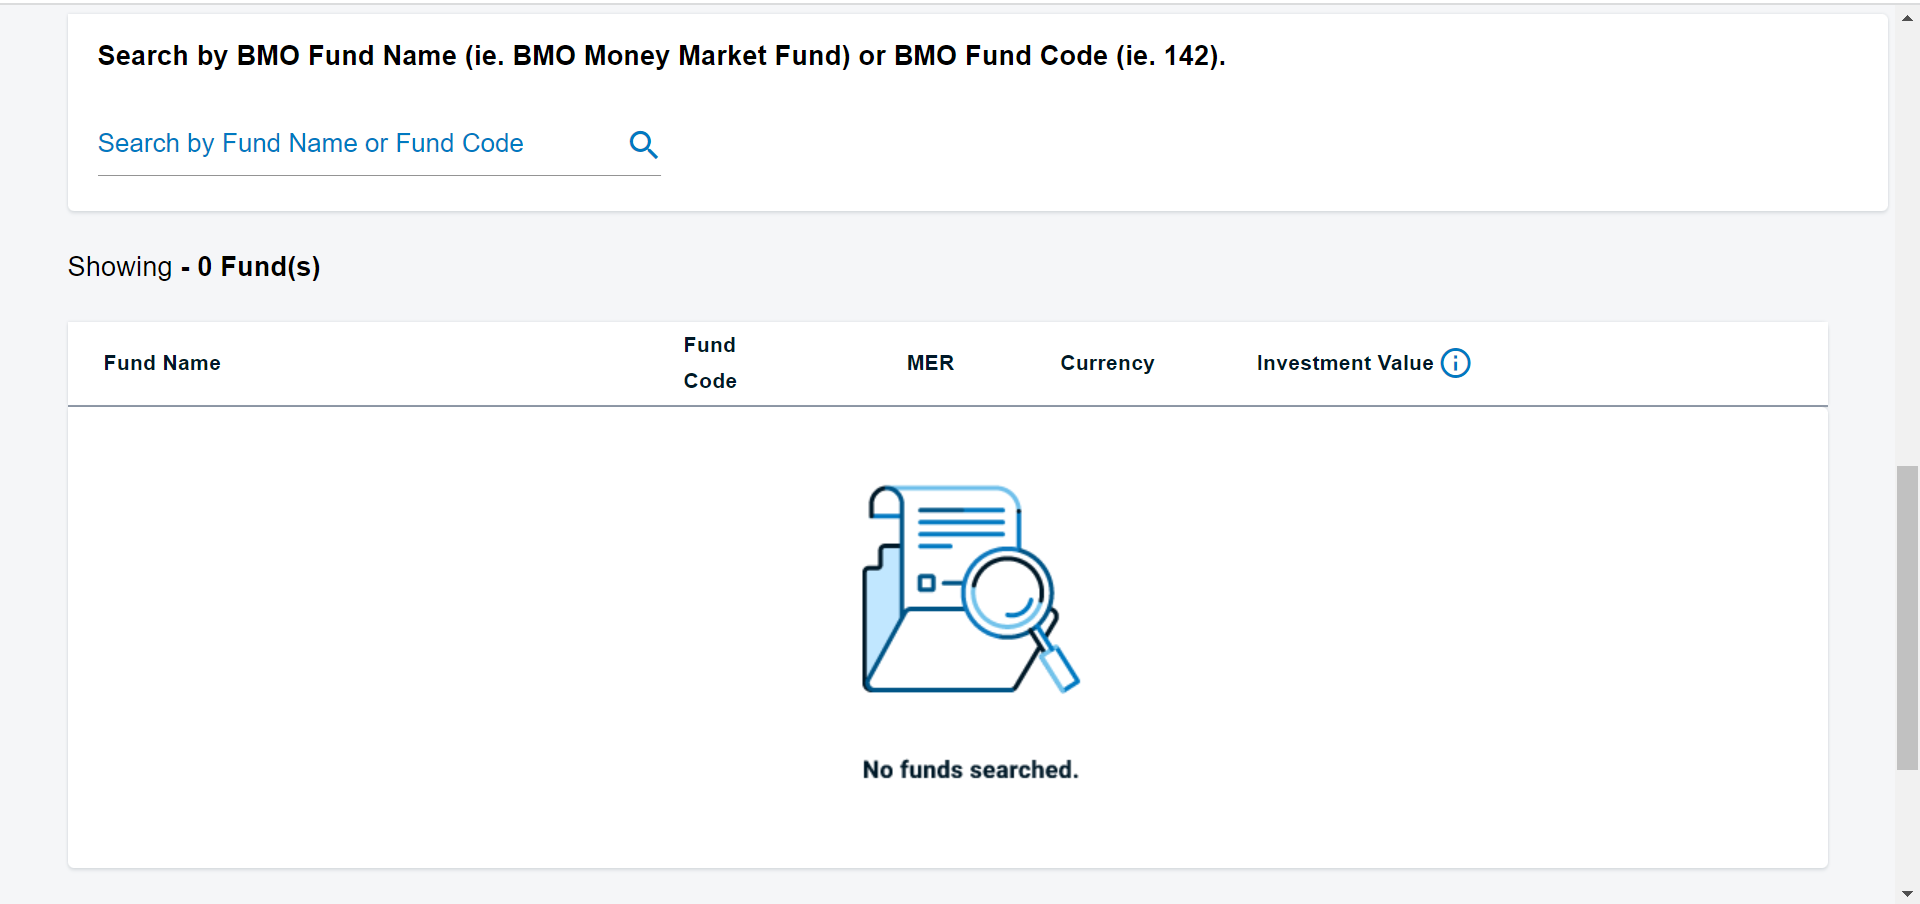 Search by BMO Fund Name (ie. BMO Money Market Fund) or BMO Fund Code (ie. 142).
Search by Fund Name or Fund Code
Showing - 0 Fund(s)
Fund Name
Fund
Code
MER
Currency
Investment Value
No funds searched.